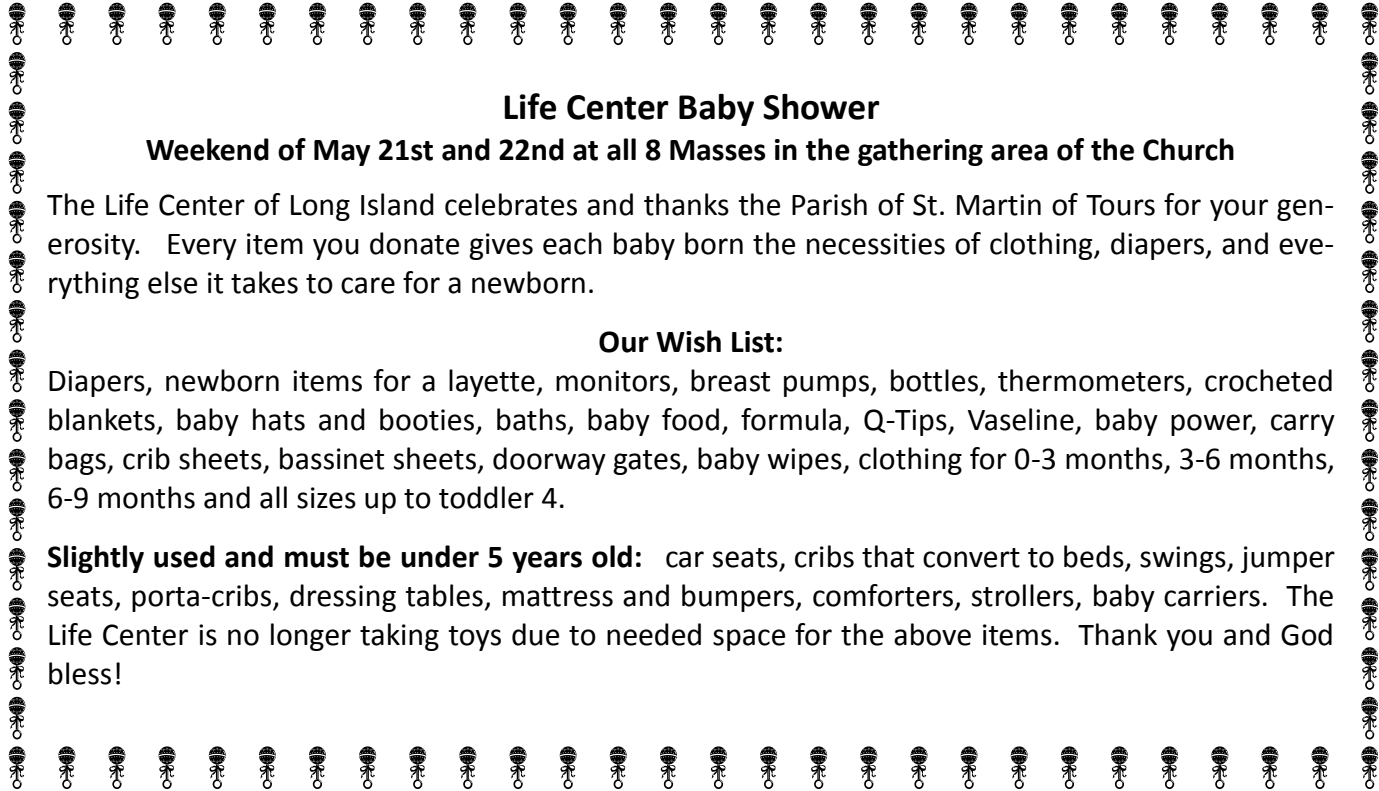 Life Center Baby Shower
Weekend of May 21st and 22nd at all 8 Masses in the gathering area of the Church
The Life Center of Long Island celebrates and thanks the Parish of St. Martin of Tours for your gen-
erosity.   Every item you donate gives each baby born the necessities of clothing, diapers, and eve-
rything else it takes to care for a newborn.
Our Wish List:
Diapers, newborn items for a layette, monitors, breast pumps, bottles, thermometers, crocheted
blankets, baby hats and booties, baths, baby food, formula, Q-Tips, Vaseline, baby power, carry
bags, crib sheets, bassinet sheets, doorway gates, baby wipes, clothing for 0-3 months, 3-6 months,
6-9 months and all sizes up to toddler 4.
Slightly used and must be under 5 years old:   car seats, cribs that convert to beds, swings, jumper
seats, porta-cribs, dressing tables, mattress and bumpers, comforters, strollers, baby carriers.  The
Life Center is no longer taking toys due to needed space for the above items.  Thank you and God
bless!